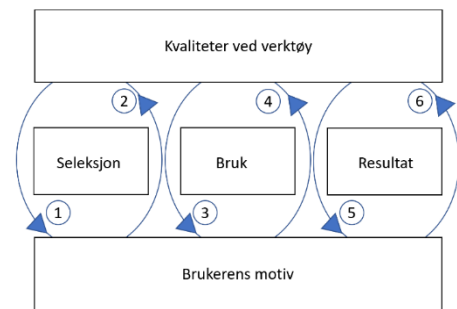 Kvaliteter ved verktøy
2
4
6
Seleksjon
Bruk
Resultat
1
3
5
Brukerens motiv